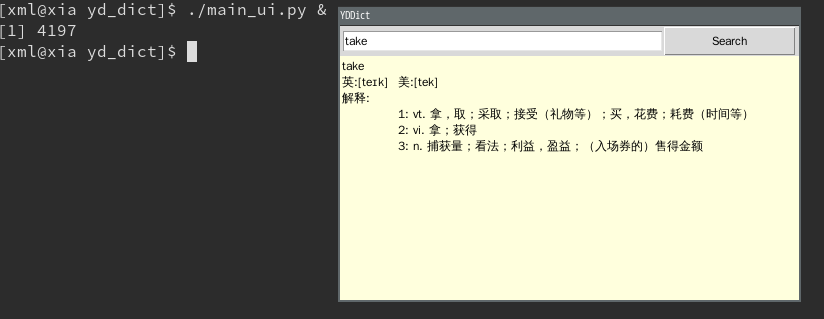 [xml@xia yd_dict]$ ./main_ui.py &
[1] 4197
[xml@xia yd_dict]$
YDDict
take
Search
take
英:[teɪk] 美:[tek]
解释:
1: vt. 拿，取；采取；接受（礼物等）；买，花费；耗费（时间等）
2: vi. 拿；获得
3: n. 捕获量；看法；利益，盈益；（入场券的）售得金额